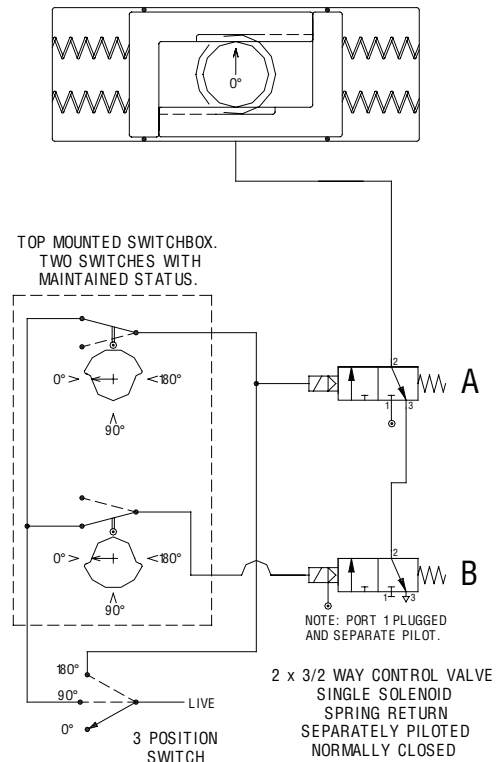 0°
TOP MOUNTED SWITCHBOX.
TWO SWITCHES WITH
MAINTAINED STATUS.
0° > < 180°
^
90°
2
A
1 3
0° > < 180°
^
90°
2
B
1 3
NOTE: PORT 1 PLUGGED
AND SEPARATE PILOT.
180°
90°
LIVE
0°
3 POSITION
SWITCH
2 x 3/2 WAY CONTROL VALVE
SINGLE SOLENOID
SPRING RETURN
SEPARATELY PILOTED
NORMALLY CLOSED